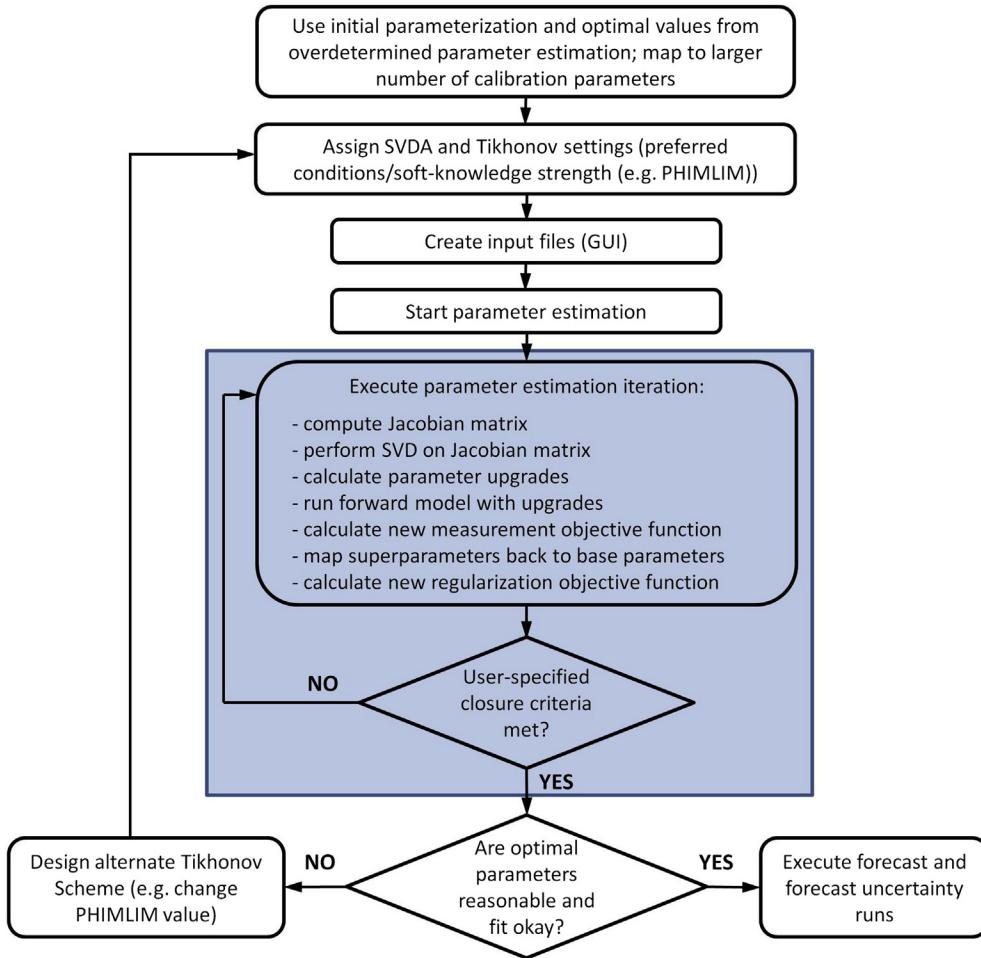 Use initial parameterization and optimal values from
overdetermined parameter estimation; map to larger
number of calibration parameters
Assign SVDA and Tikhonov settings (preferred
conditions/soft-knowledge strength (e.g. PHIMLIM))
Create input files (GUI)
Start parameter estimation
Execute parameter estimation iteration:
- compute Jacobian matrix
- perform SVD on Jacobian matrix
- calculate parameter upgrades
- run forward model with upgrades
- calculate new measurement objective function
- map superparameters back to base parameters
- calculate new regularization objective function
User-specified
closure criteria
met?
NO
YES
Are optimal
parameters
reasonable and
fit okay?
NO
YES
Design alternate Tikhonov
Scheme (e.g. change
PHIMLIM value)
Execute forecast and
forecast uncertainty
runs